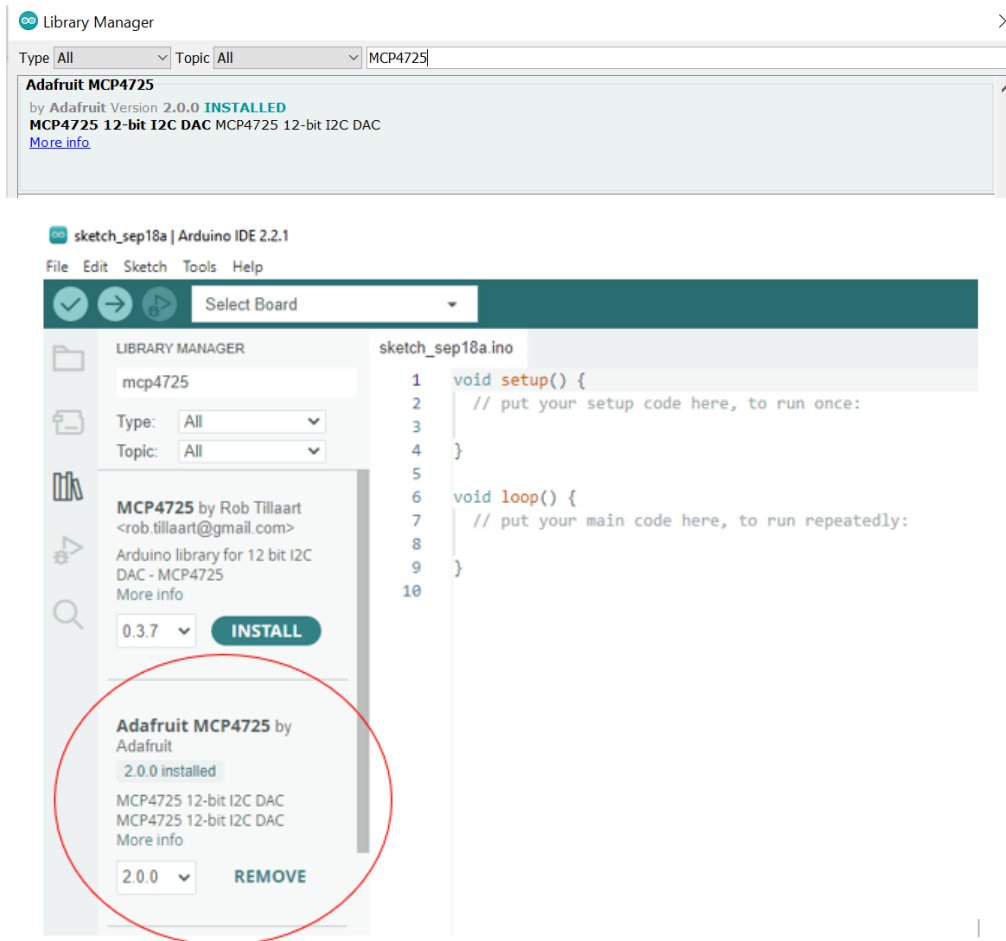 Library Manager
Type All Topic All MCP4725
Adafruit MCP4725
by Adafruit Version 2.0.0 INSTALLED
MCP4725 12-bit I2C DAC MCP4725 12-bit I2C DAC
More info
sketch_sep18a | Arduino IDE 2.2.1
File Edit Sketch Tools Help
Select Board
LIBRARY MANAGER
mcp4725
Type: All
Topic: All
MCP4725 by Rob Tillaart
<rob.tillaart@gmail.com>
Arduino library for 12 bit I2C
DAC - MCP4725
More info
0.3.7 INSTALL
Adafruit MCP4725 by
Adafruit
2.0.0 installed
MCP4725 12-bit I2C DAC
MCP4725 12-bit I2C DAC
More info
2.0.0 REMOVE
sketch_sep18a.ino
1 void setup() {
2 // put your setup code here, to run once:
3
4 }
5
6 void loop() {
7 // put your main code here, to run repeatedly:
8
9 }
10